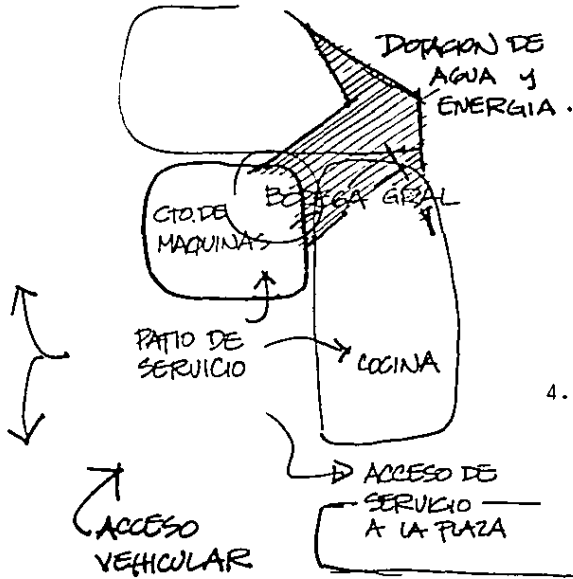 DOTACION DE
AGUA y
ENERGIA.
BODEGA GRAL
CTO. DE
MAQUINAS
PATIO DE
SERVICIO
COCINA
4.
ACCESO DE
SERVICIO
A LA PLAZA
ACCESO
VEHICULAR